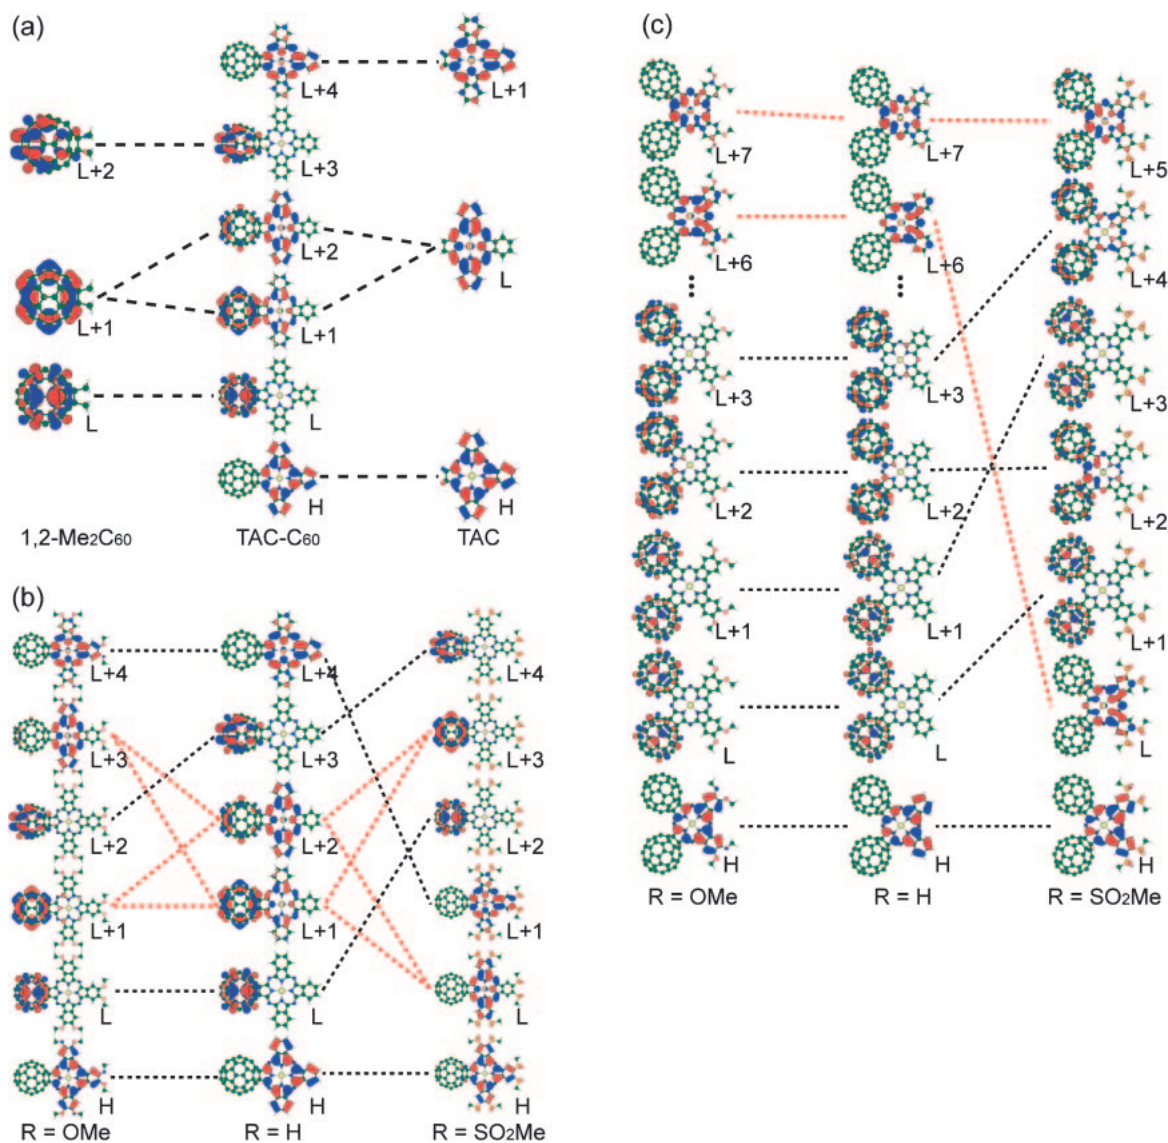 (a)
L+4
L+1
L+2
L+3
L+2
L
L+1
L+1
L
L
H
H
1,2-Me₂C₆₀
TAC-C₆₀
TAC
(b)
L+4
L+4
L+4
L+3
L+3
L+3
L+2
L+2
L+2
L+1
L+1
L+1
L
L
L
H
H
H
R = OMe
R = H
R = SO₂Me
(c)
L+7
L+7
L+5
L+6
L+6
L+4
L+3
L+3
L+3
L+2
L+2
L+2
L+1
L+1
L+1
L
L
L
H
H
H
R = OMe
R = H
R = SO₂Me